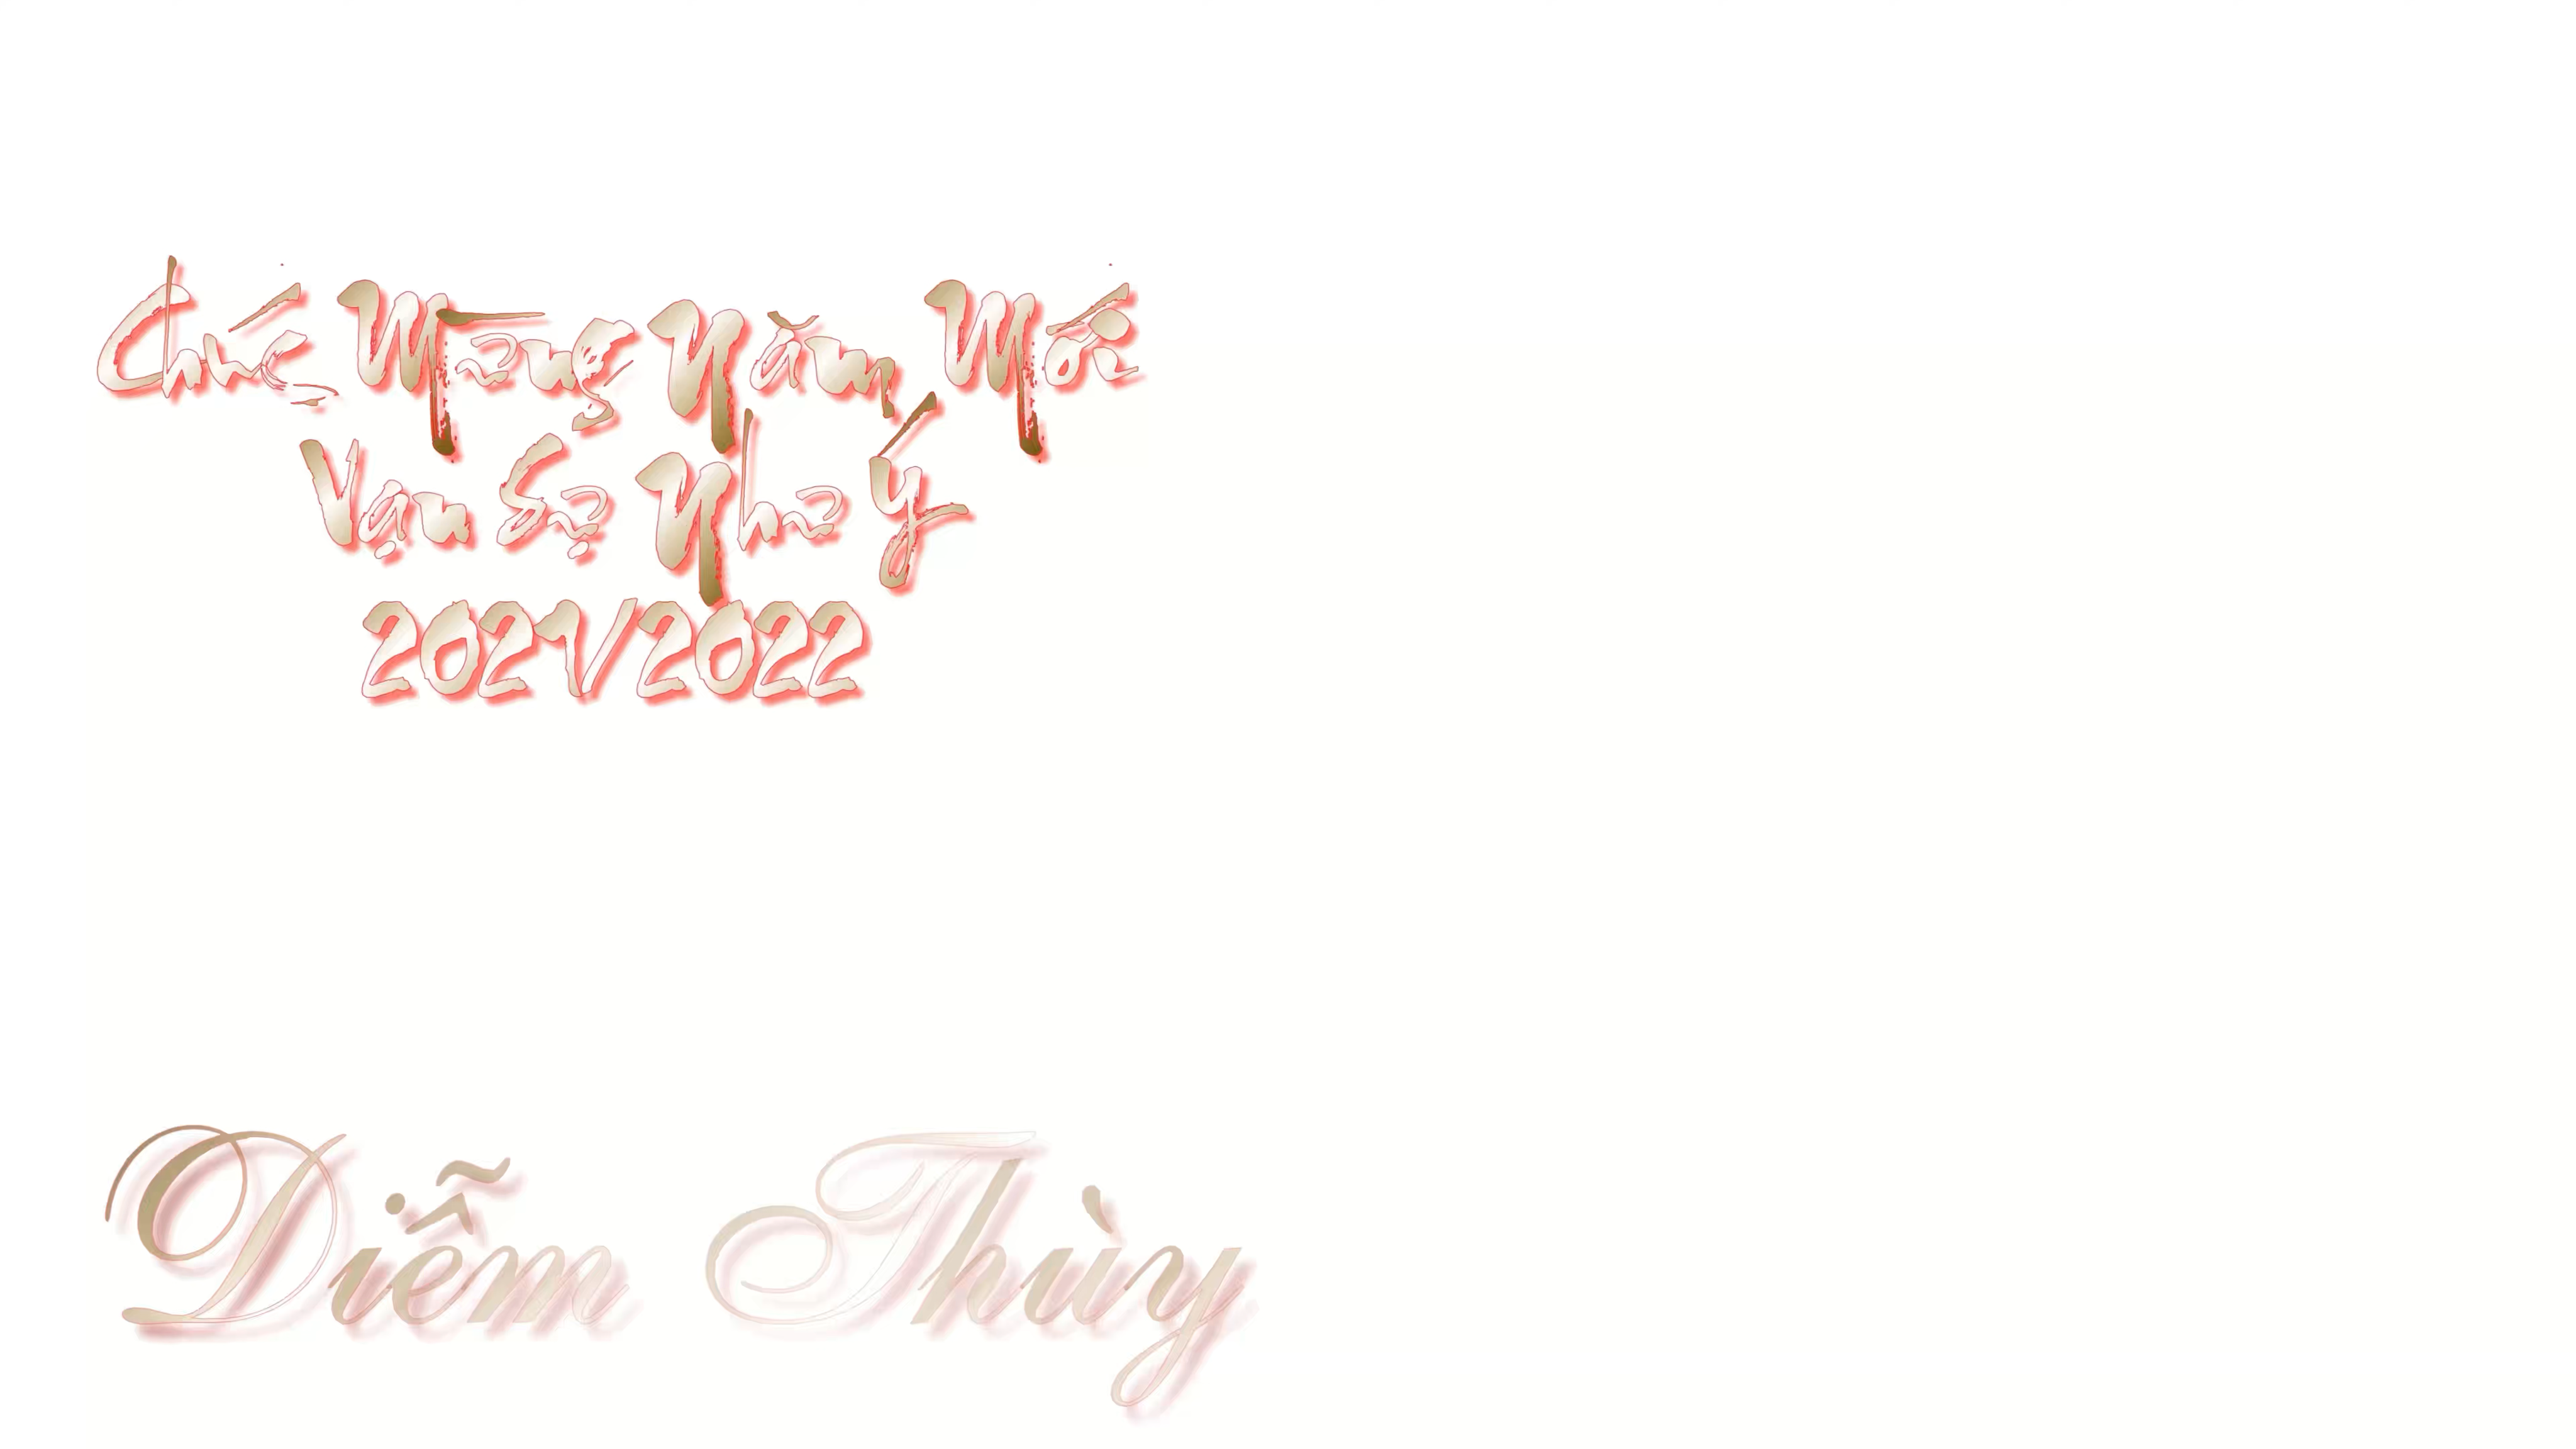 Chúc Mừng Năm Mới
Vạn Sự Như Ý
2021/2022
Diễm Thùy